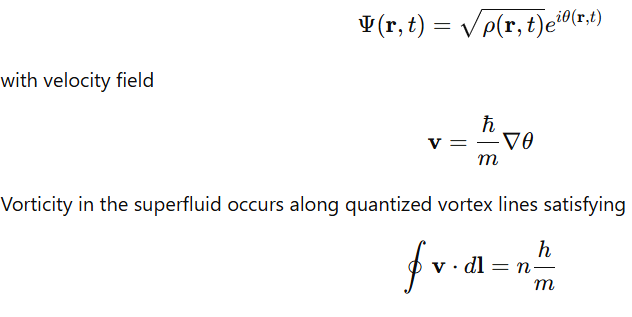 Ψ(r, t) = √ρ(r, t)e^{iθ(r,t)}
with velocity field
v = ħ/m ∇θ
Vorticity in the superfluid occurs along quantized vortex lines satisfying
∮ v · dl = n h/m